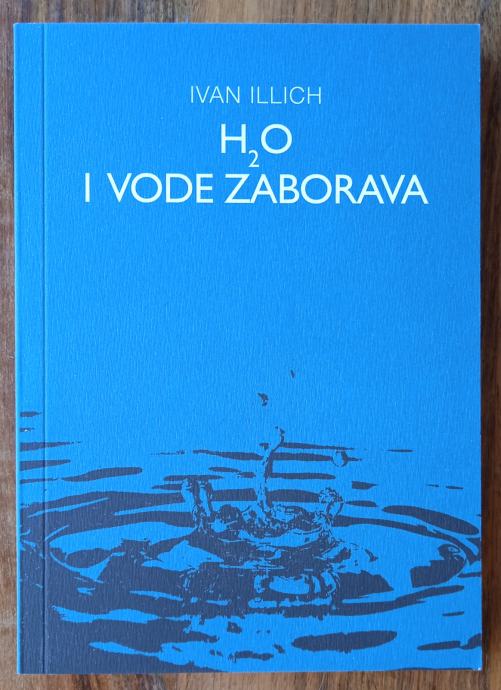 IVAN ILLICH
H₂O
I VODE ZABORAVA